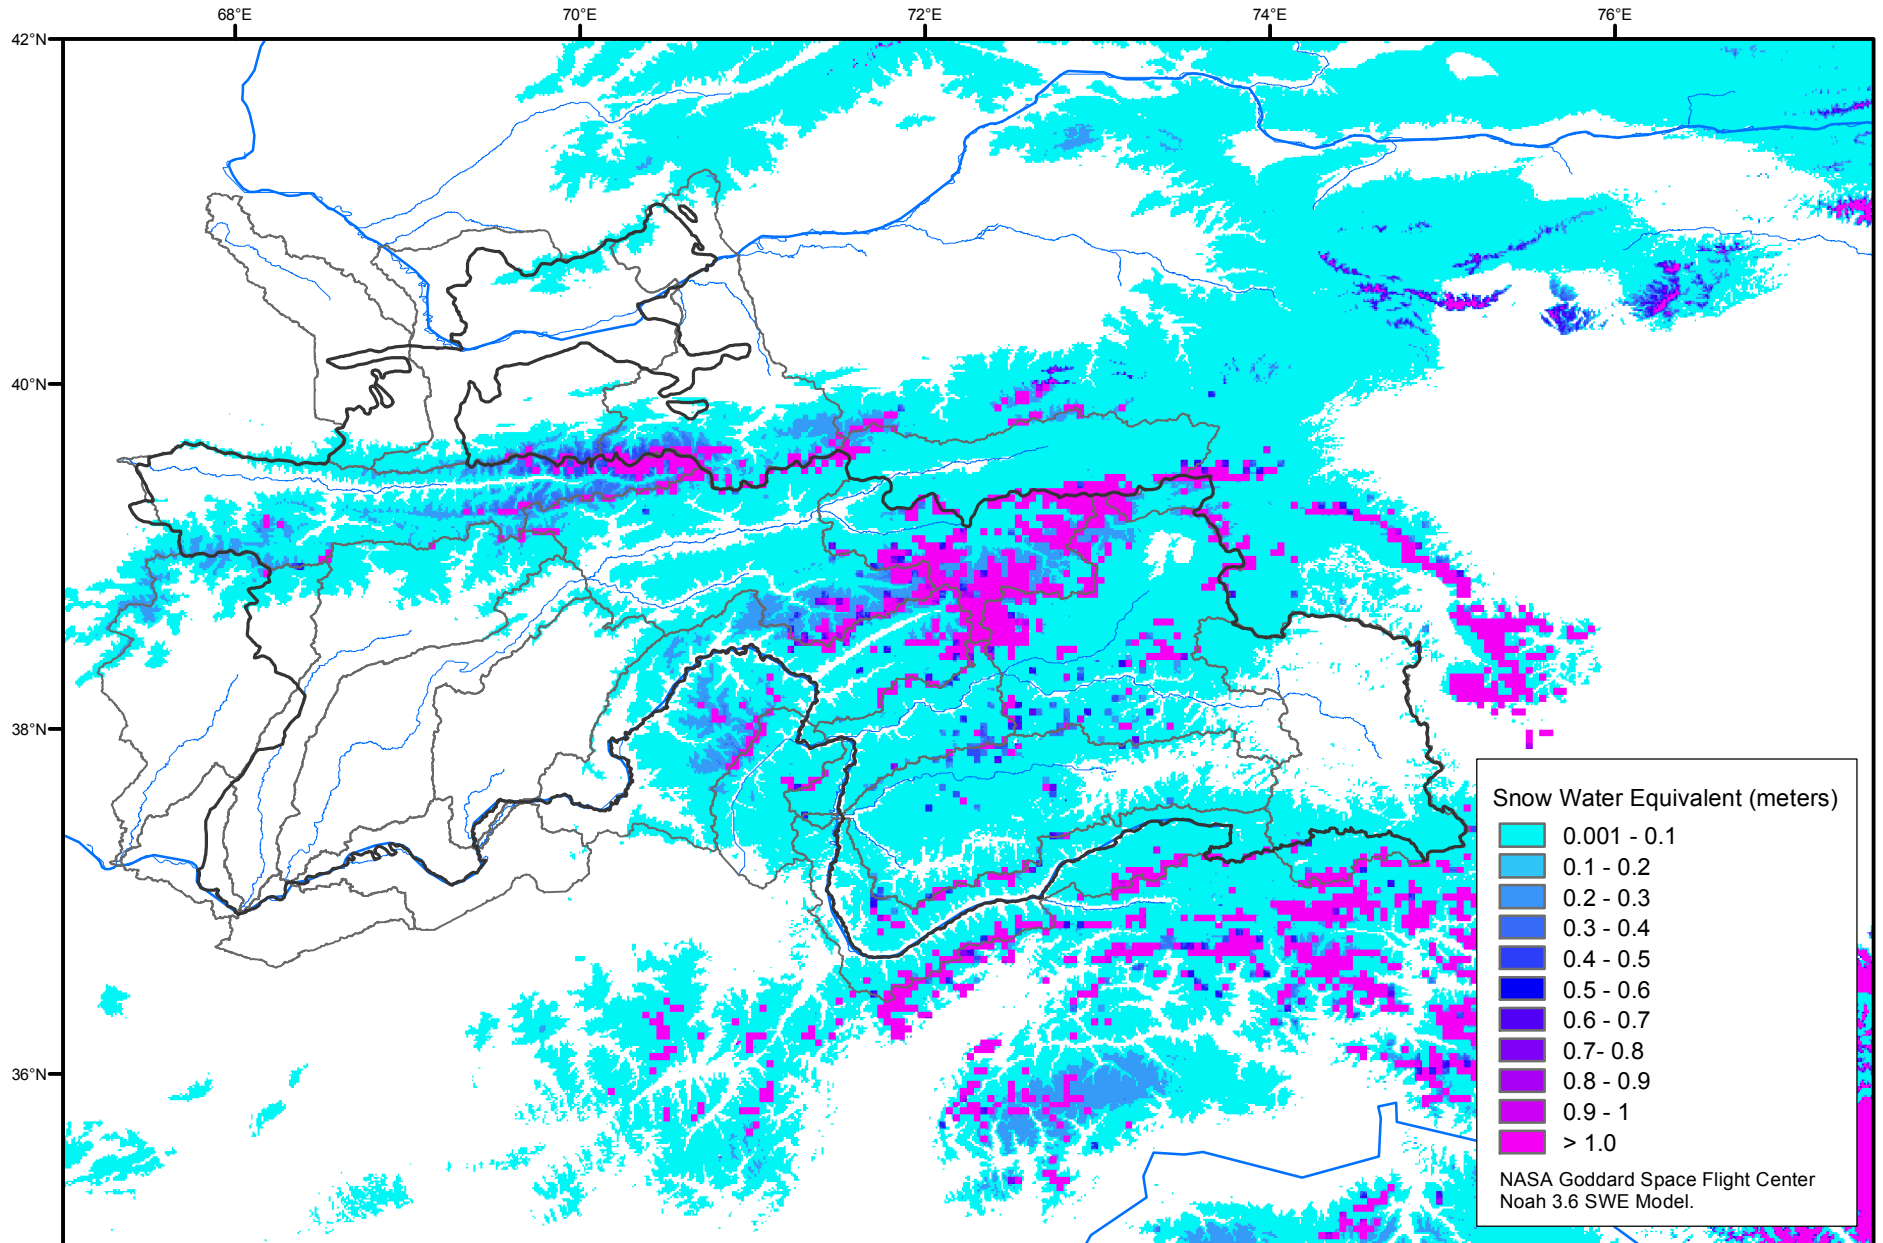 68°E
70°E
72°E
74°E
76°E
42°N
40°N
38°N
36°N
Snow Water Equivalent (meters)
0.001 - 0.1
0.1 - 0.2
0.2 - 0.3
0.3 - 0.4
0.4 - 0.5
0.5 - 0.6
0.6 - 0.7
0.7- 0.8
0.8 - 0.9
0.9 - 1
> 1.0
NASA Goddard Space Flight Center
Noah 3.6 SWE Model.